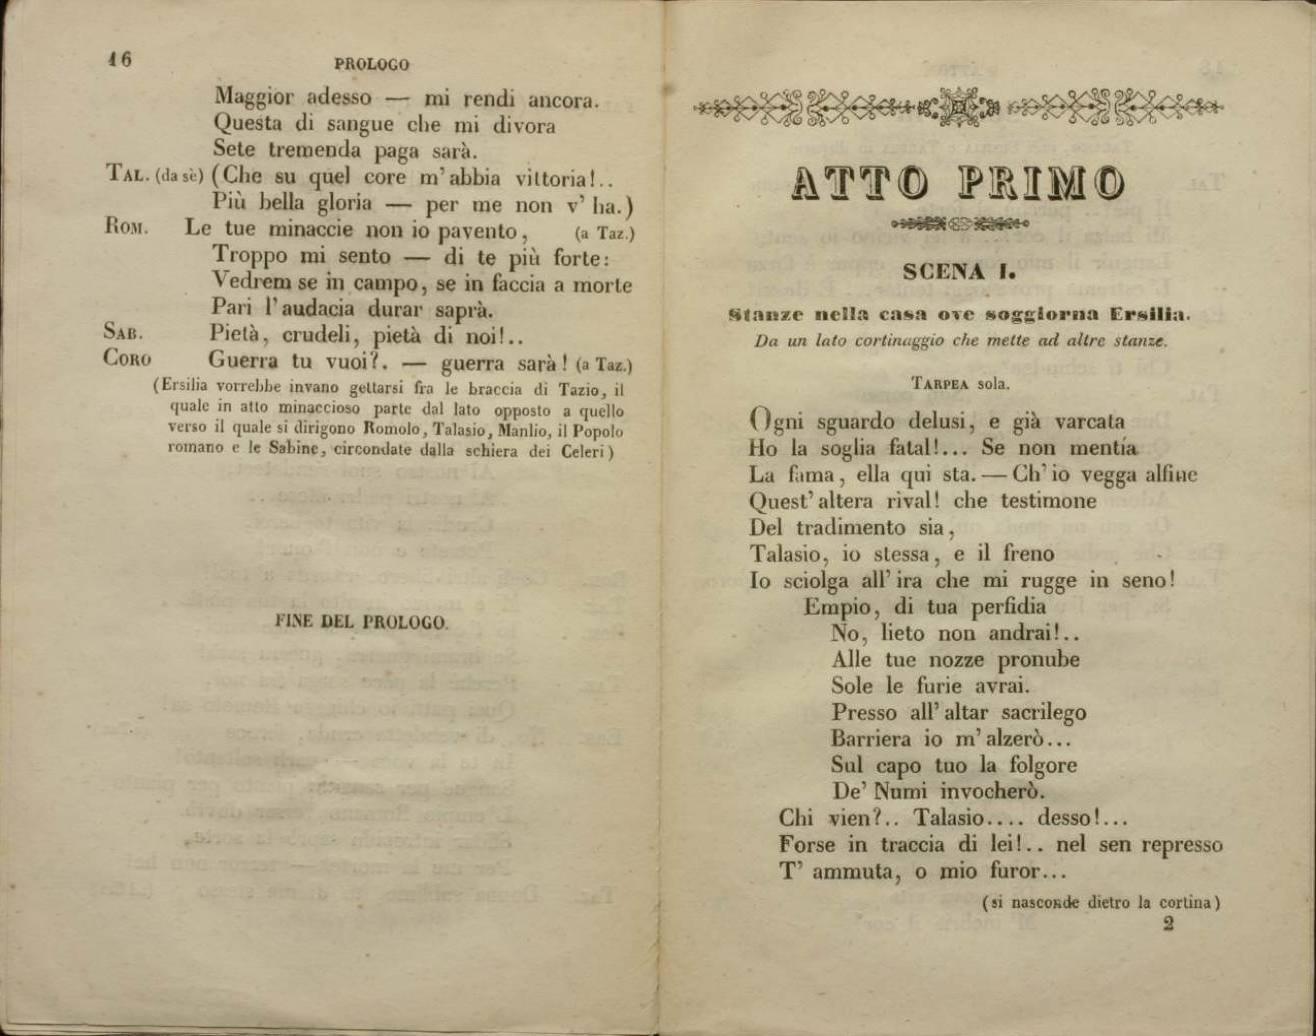 16
PROLOGO
Maggior adesso — mi rendi ancora.
Questa di sangue che mi divora
Sete tremenda paga sarà.
TAL. (da sè) (Che su quel core m'abbia vittoria!..
Più bella gloria — per me non v' ha.)
ROM. Le tue minaccie non io pavento, (a Taz.)
Troppo mi sento — di te più forte:
Vedrem se in campo, se in faccia a morte
Pari l'audacia durar saprà.
SAB. Pietà, crudeli, pietà di noi!..
CORO Guerra tu vuoi?. — guerra sarà! (a Taz.)
(Ersilia vorrebbe invano gettarsi fra le braccia di Tazio, il
quale in atto minaccioso parte dal lato opposto a quello
verso il quale si dirigono Romolo, Talasio, Manlio, il Popolo
romano e le Sabine, circondate dalla schiera dei Celeri)
FINE DEL PROLOGO.
ATTO PRIMO
SCENA I.
Stanze nella casa ove soggiorna Ersilia.
Da un lato cortinaggio che mette ad altre stanze.
TARPEA sola.
Ogni sguardo delusi, e già varcata
Ho la soglia fatal!... Se non mentía
La fama, ella qui sta. — Ch' io vegga alfine
Quest' altera rival! che testimone
Del tradimento sia,
Talasio, io stessa, e il freno
Io sciolga all' ira che mi rugge in seno!
Empio, di tua perfidia
No, lieto non andrai!..
Alle tue nozze pronube
Sole le furie avrai.
Presso all' altar sacrilego
Barriera io m' alzerò...
Sul capo tuo la folgore
De' Numi invocherò.
Chi vien?.. Talasio.... desso!...
Forse in traccia di lei!.. nel sen represso
T' ammuta, o mio furor...
(si nasconde dietro la cortina)
2